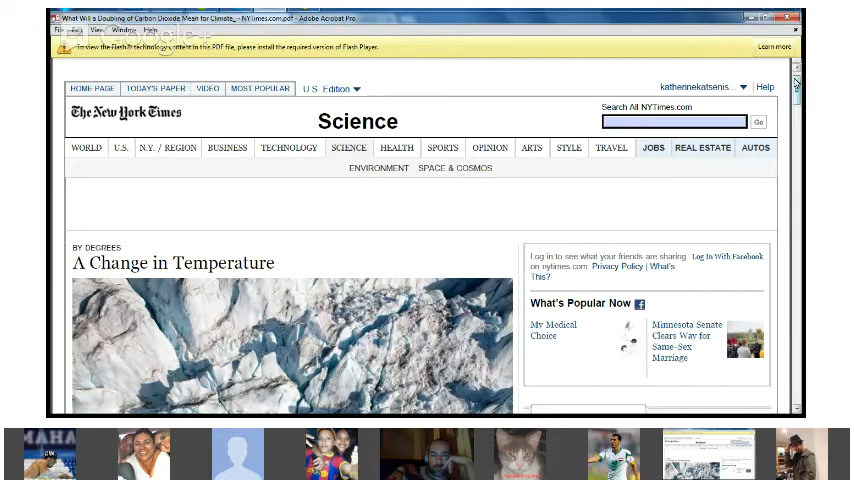 What Will a Doubling of Carbon Dioxide Mean for Climate_ - NYTimes.com.pdf - Adobe Acrobat Pro
Window Help
Google+
To view the Flash® technology content in this PDF file, please install the required version of Flash Player.
Learn more
HOME PAGE TODAY'S PAPER VIDEO MOST POPULAR U.S. Edition
katherinekatsenis... Help
The New York Times
Science
Search All NYTimes.com
Go
WORLD U.S. N.Y. / REGION BUSINESS TECHNOLOGY SCIENCE HEALTH SPORTS OPINION ARTS STYLE TRAVEL JOBS REAL ESTATE AUTOS
ENVIRONMENT SPACE & COSMOS
BY DEGREES
A Change in Temperature
Log in to see what your friends are sharing
on nytimes.com. Privacy Policy | What's
This?
Log In With Facebook
What's Popular Now
My Medical
Choice
Minnesota Senate
Clears Way for
Same-Sex
Marriage